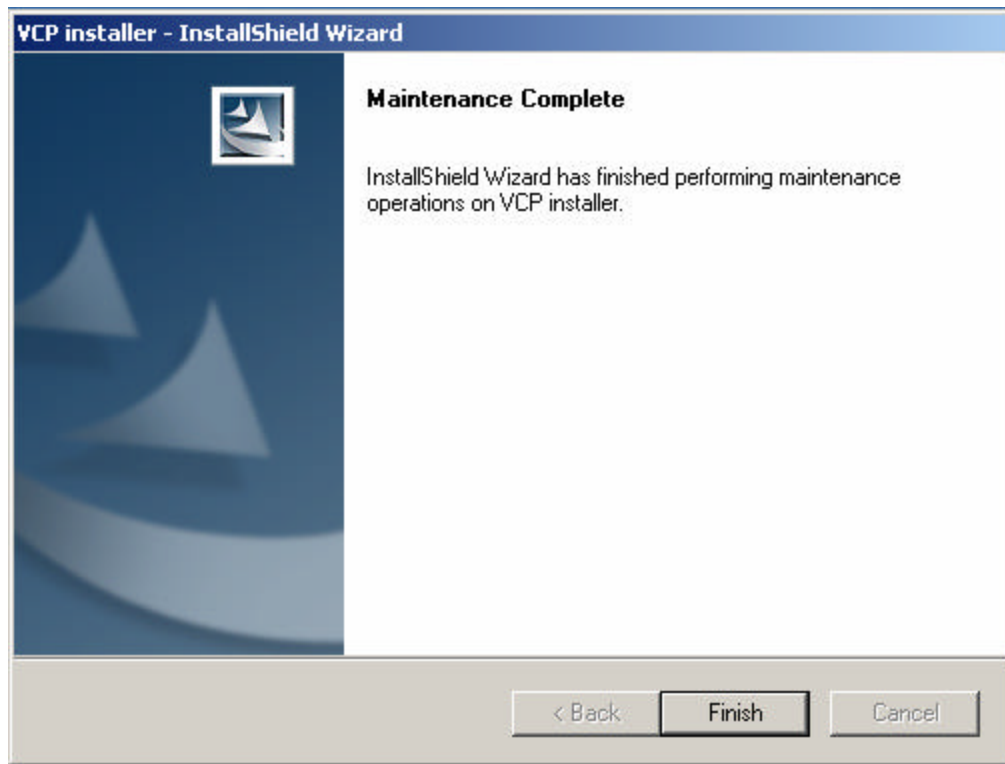 VCP installer - InstallShield Wizard
Maintenance Complete
InstallShield Wizard has finished performing maintenance
operations on VCP installer.
< Back
Finish
Cancel